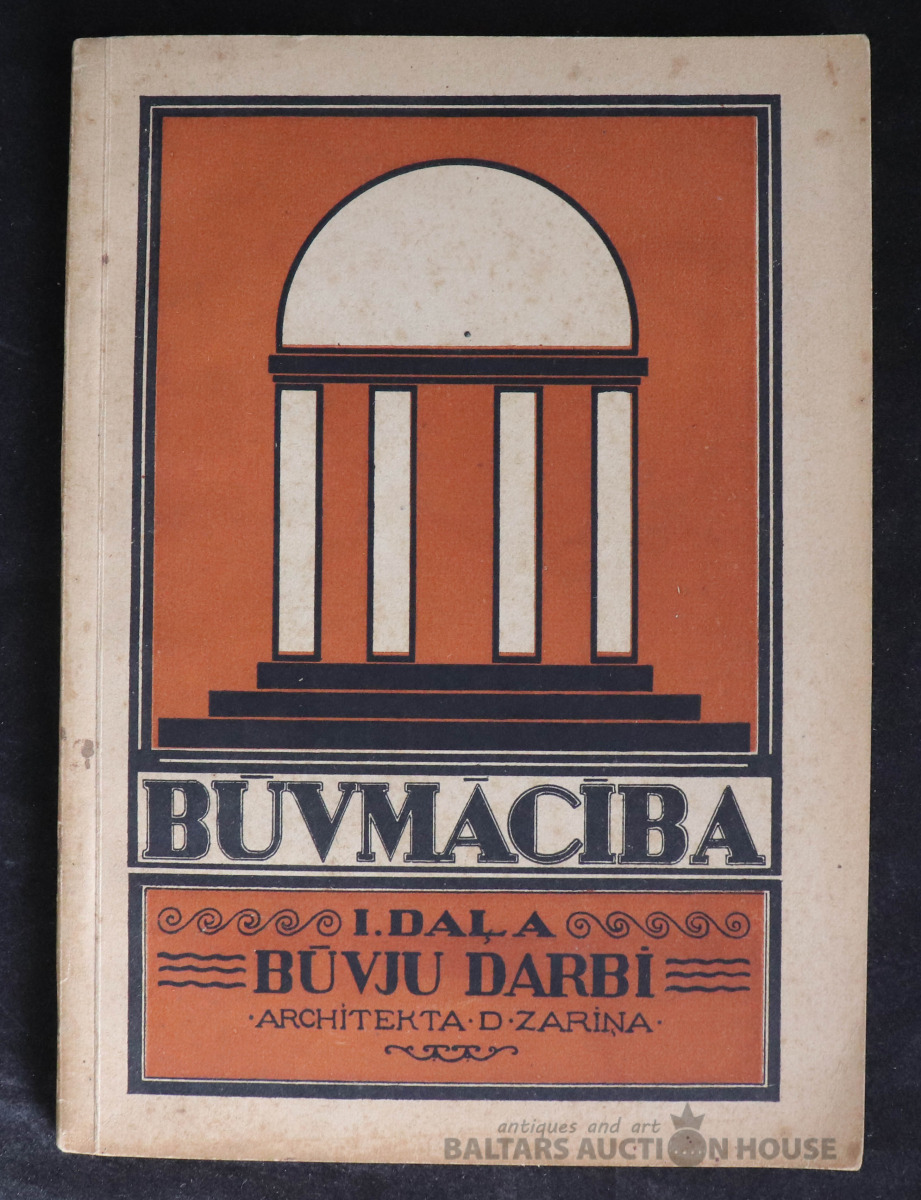 BŪVMĀCĪBA
I. DAĻA
BŪVJU DARBI
·ARCHITEKTA·D·ZARIŅA·
antiques and art
BALTARS AUCTION HOUSE